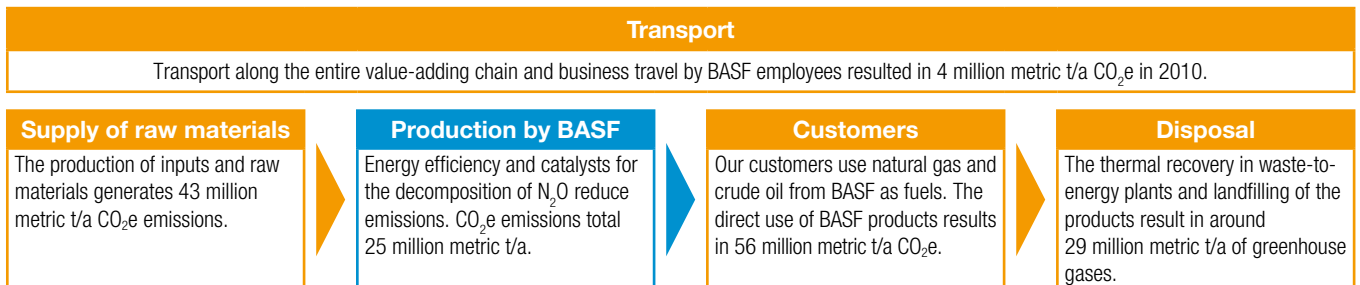 Transport
Transport along the entire value-adding chain and business travel by BASF employees resulted in 4 million metric t/a CO₂e in 2010.
Supply of raw materials
The production of inputs and raw
materials generates 43 million
metric t/a CO₂e emissions.
Production by BASF
Energy efficiency and catalysts for
the decomposition of N₂O reduce
emissions. CO₂e emissions total
25 million metric t/a.
Customers
Our customers use natural gas and
crude oil from BASF as fuels. The
direct use of BASF products results
in 56 million metric t/a CO₂e.
Disposal
The thermal recovery in waste-to-
energy plants and landfilling of the
products result in around
29 million metric t/a of greenhouse
gases.